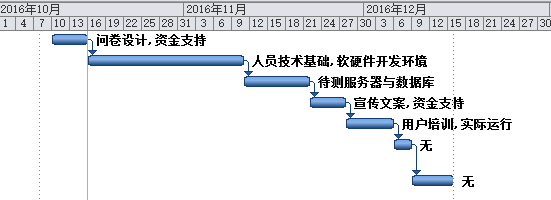 2016年10月 2016年11月 2016年12月
1 4 7 10 13 16 19 22 25 28 31 3 6 9 12 15 18 21 24 27 30 3 6 9 12 15 18 21 24 27 30
问卷设计, 资金支持
人员技术基础, 软硬件开发环境
待测服务器与数据库
宣传文案, 资金支持
用户培训, 实际运行
无
无